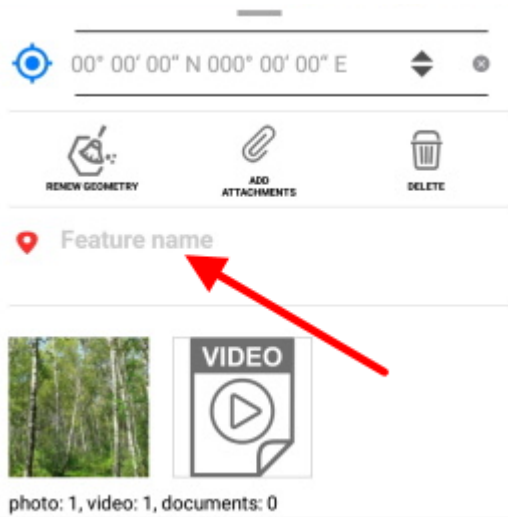 00° 00' 00" N 000° 00' 00" E
RENEW GEOMETRY
ADD
ATTACHMENTS
DELETE
Feature name
VIDEO
photo: 1, video: 1, documents: 0